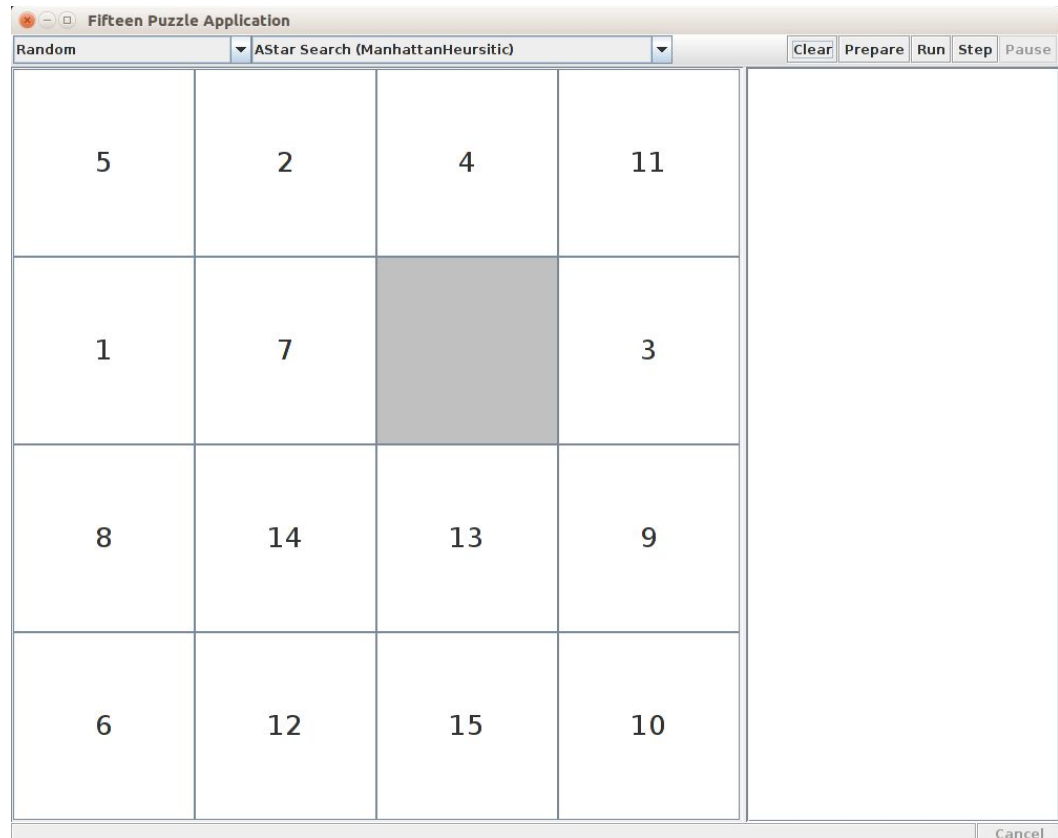 Fifteen Puzzle Application
Random AStar Search (ManhattanHeursitic) Clear Prepare Run Step Pause
5 2 4 11
1 7 3
8 14 13 9
6 12 15 10
Cancel